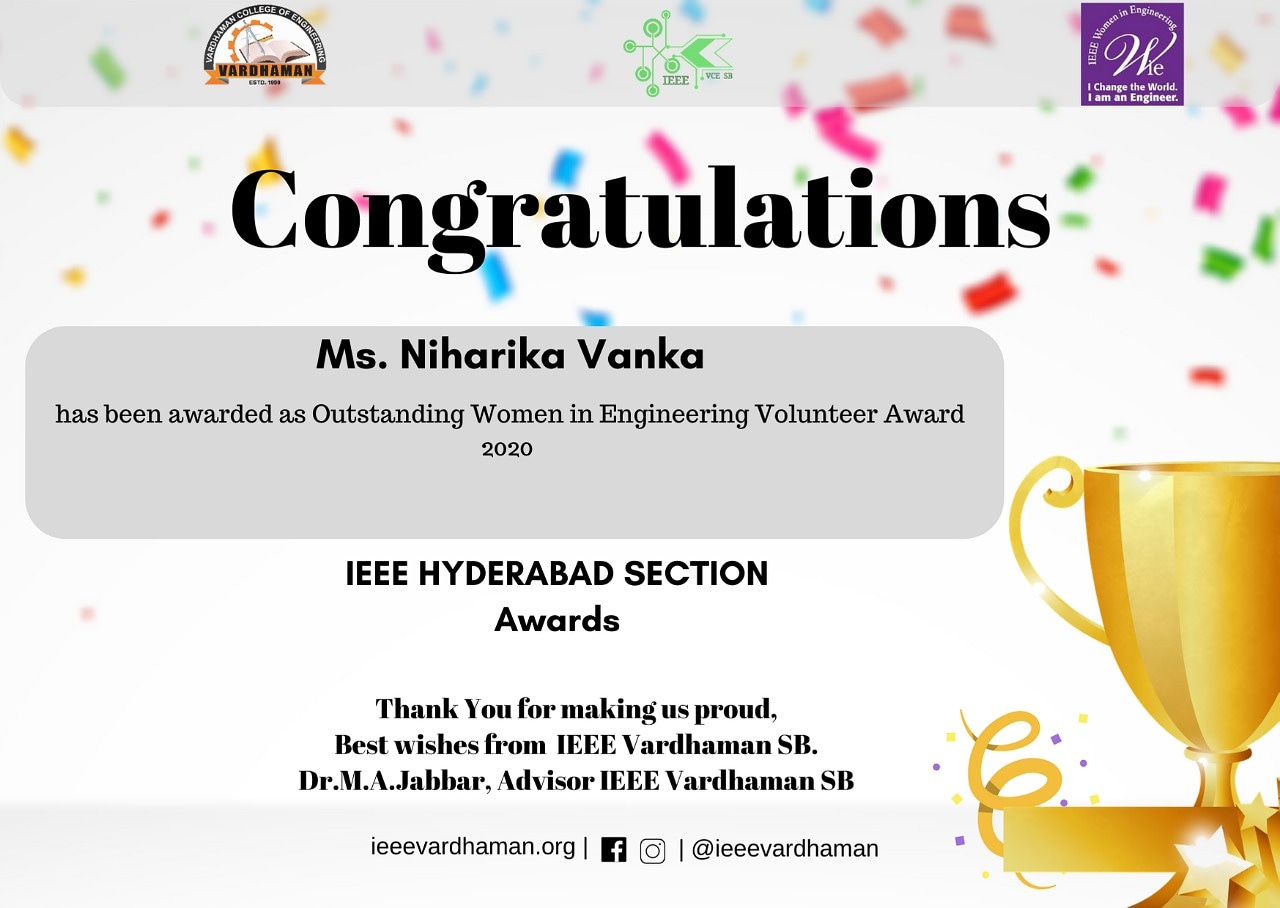 VARDHAMAN COLLEGE OF ENGINEERING
VARDHAMAN
ESTD. 1999
IEEE VCE SB
IEEE Women in Engineering
WIE
I Change the World.
I am an Engineer.
Congratulations
Ms. Niharika Vanka
has been awarded as Outstanding Women in Engineering Volunteer Award
2020
IEEE HYDERABAD SECTION
Awards
Thank You for making us proud,
Best wishes from IEEE Vardhaman SB.
Dr.M.A.Jabbar, Advisor IEEE Vardhaman SB
ieeevardhaman.org | | @ieeevardhaman